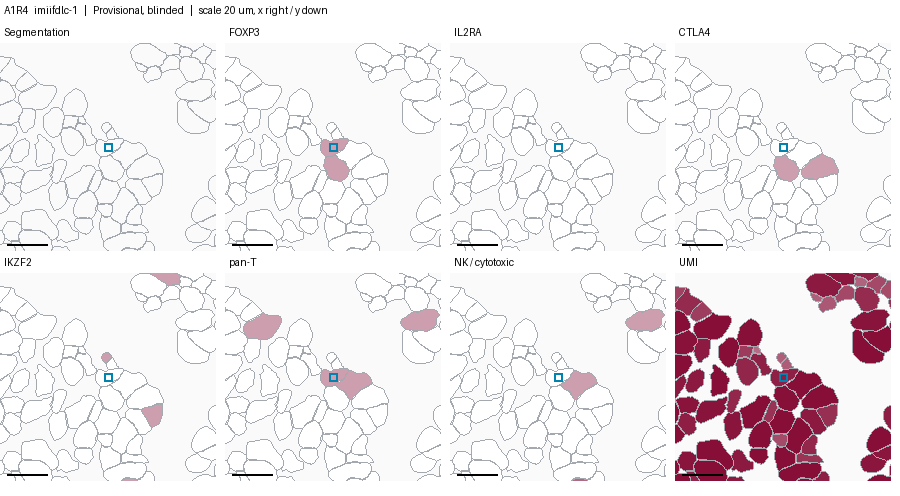 A1R4 imiifdlc-1 | Provisional, blinded | scale 20 um, x right / y down
Segmentation FOXP3 IL2RA CTLA4
IKZF2 pan-T NK / cytotoxic UMI